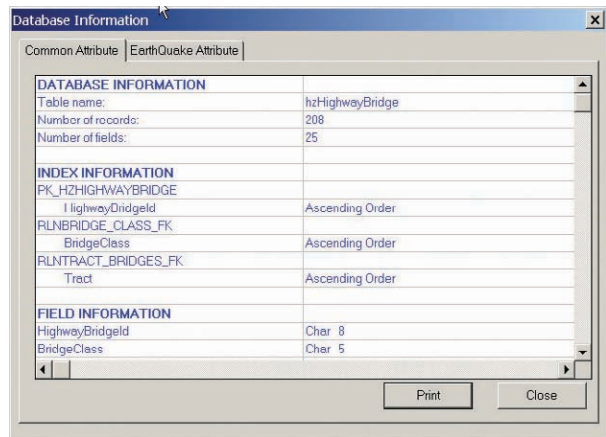 Database Information
Common Attribute EarthQuake Attribute
DATABASE INFORMATION
Table name: hzHighwayBridge
Number of records: 208
Number of fields: 25
INDEX INFORMATION
PK_HZHIGHWAYBRIDGE
HighwayBridgeId Ascending Order
RLNBRIDGE_CLASS_FK
BridgeClass Ascending Order
RLNTRACT_BRIDGES_FK
Tract Ascending Order
FIELD INFORMATION
HighwayBridgeId Char 8
BridgeClass Char 5
Print Close